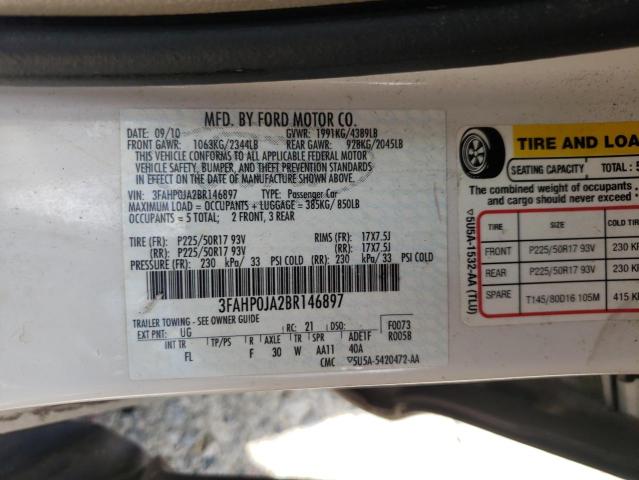 MFD. BY FORD MOTOR CO.
DATE: 09/10 GVWR: 1991KG/4389LB
FRONT GAWR: 1063KG/2344LB REAR GAWR: 928KG/2045LB
THIS VEHICLE CONFORMS TO ALL APPLICABLE FEDERAL MOTOR
VEHICLE SAFETY, BUMPER, AND THEFT PREVENTION STANDARDS
IN EFFECT ON THE DATE OF MANUFACTURE SHOWN ABOVE.
VIN: 3FAHP0JA2BR146897 TYPE: Passenger Car
MAXIMUM LOAD = OCCUPANTS + LUGGAGE = 385KG/850LB
OCCUPANTS = 5 TOTAL; 2 FRONT, 3 REAR
TIRE (FR): P225/50R17 93V RIMS (FR): 17X7.5J
(RR): P225/50R17 93V (RR): 17X7.5J
PRESSURE (FR): 230 kPa/ 33 PSI COLD (RR): 230 kPa/ 33 PSI COLD
3FAHP0JA2BR146897
TRAILER TOWING - SEE OWNER GUIDE F0073
EXT PNT: UG RC: 21 DSO: R0058
INT TR TP/PS R AXLE TR SPR ADE1F
FL F 30 W AA11 40A
CMC 5U5A-5420472-AA
TIRE AND LOA
SEATING CAPACITY TOTAL : 5
The combined weight of occupants
and cargo should never exceed
TIRE SIZE COLD TIR
FRONT P225/50R17 93V 230 KP
REAR P225/50R17 93V 230 KP
SPARE T145/80D16 105M 415 KP
5U5A-1532-AA (TLU)